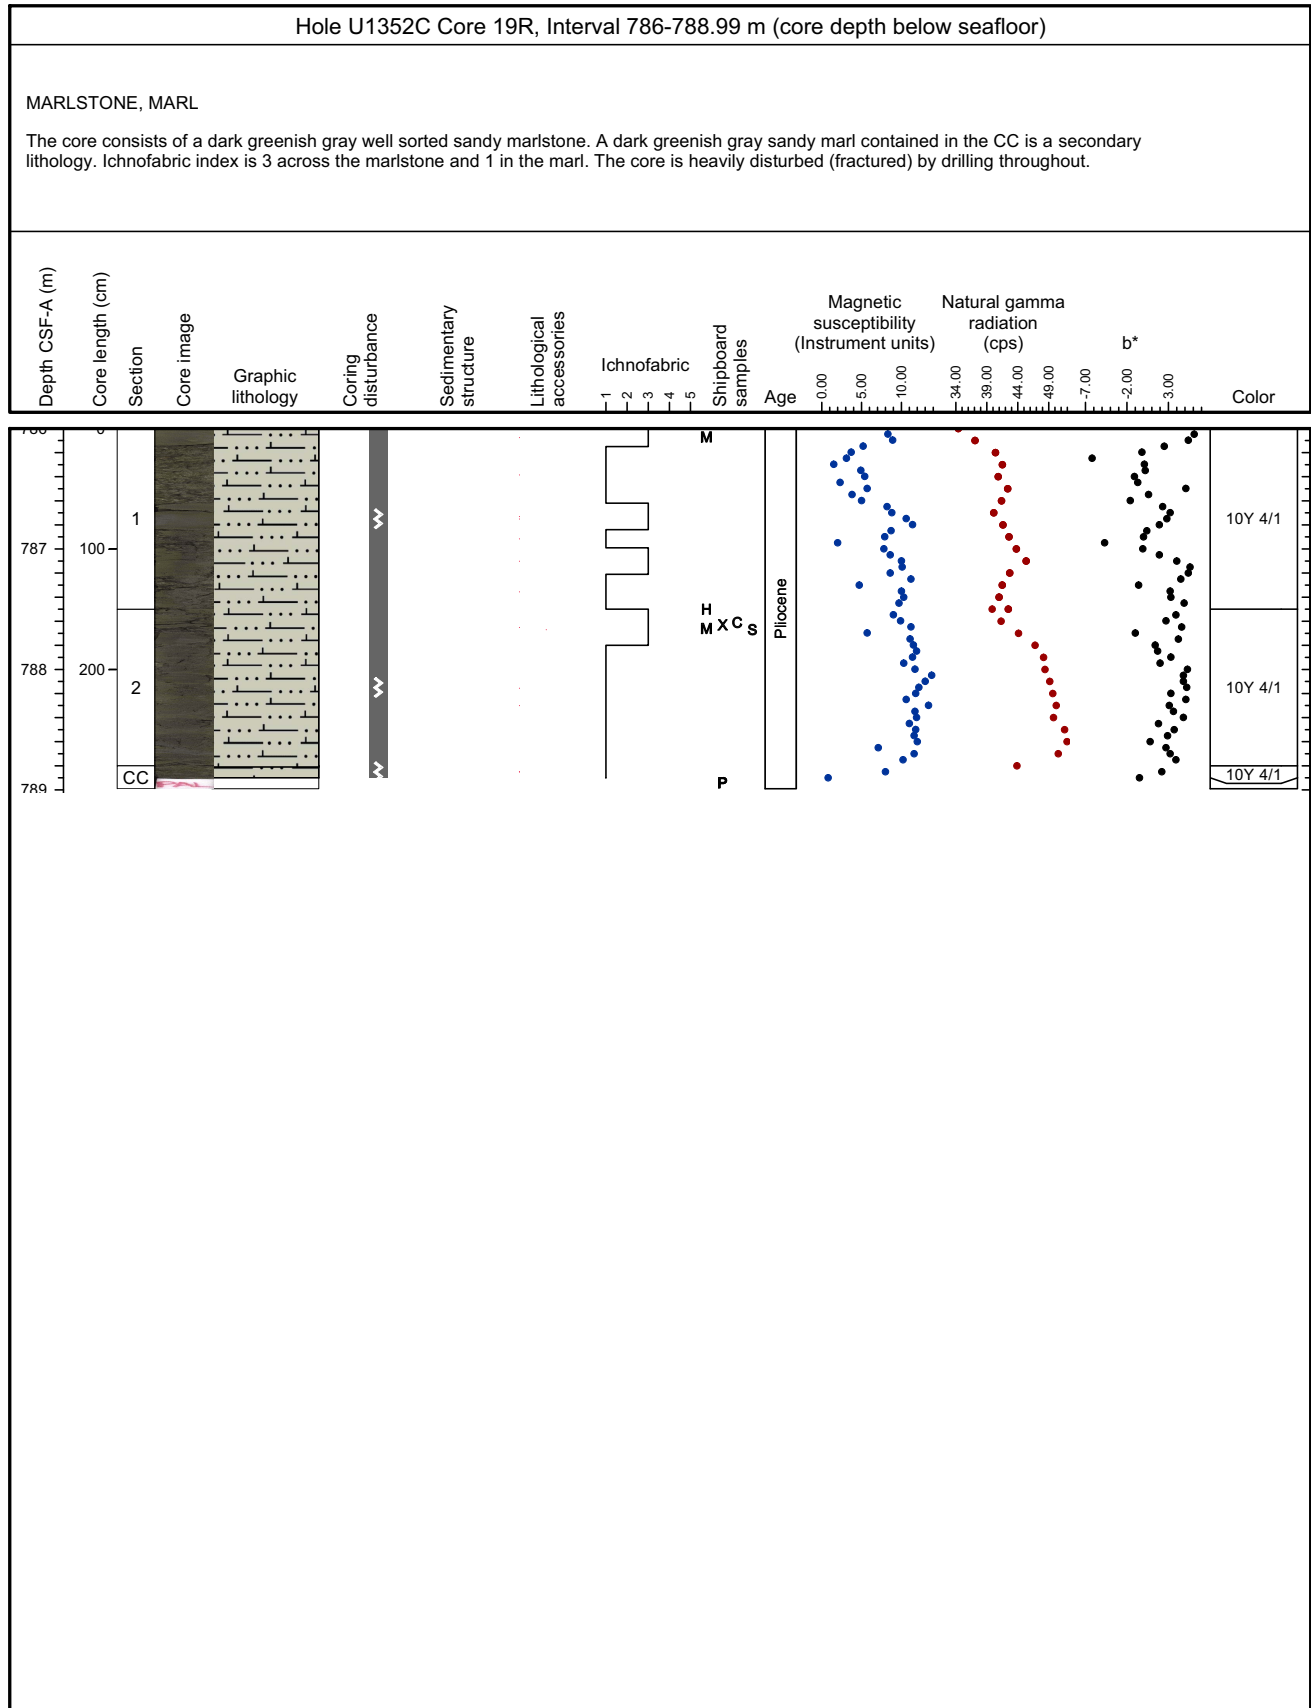 Hole U1352C Core 19R, Interval 786-788.99 m (core depth below seafloor)
MARLSTONE, MARL
The core consists of a dark greenish gray well sorted sandy marlstone. A dark greenish gray sandy marl contained in the CC is a secondary
lithology. Ichnofabric index is 3 across the marlstone and 1 in the marl. The core is heavily disturbed (fractured) by drilling throughout.
Depth CSF-A (m)
Core length (cm)
Section
Core image
Graphic
lithology
Coring
disturbance
Sedimentary
structure
Lithological
accessories
Ichnofabric
1 2 3 4 5
Shipboard
samples
Age
Magnetic
susceptibility
(Instrument units)
0.00 5.00 10.00
Natural gamma
radiation
(cps)
34.00 39.00 44.00 49.00
b*
-7.00 -2.00 3.00
Color
786 0
M
1
10Y 4/1
787 100
Pliocene
H
M X C S
788 200
2
10Y 4/1
CC
P
10Y 4/1
789